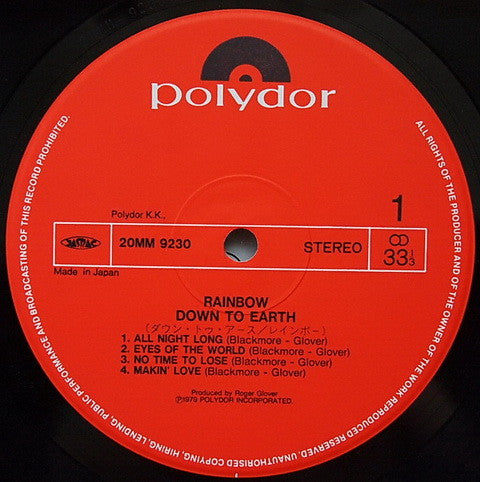 polydor
Polydor K.K.,
1
JASRAC
20MM 9230
STEREO
33 1/3
Made in Japan
RAINBOW
DOWN TO EARTH
(ダウン・トゥ・アース/レインボー)
1. ALL NIGHT LONG (Blackmore - Glover)
2. EYES OF THE WORLD (Blackmore - Glover)
3. NO TIME TO LOSE (Blackmore - Glover)
4. MAKIN' LOVE (Blackmore - Glover)
Produced by Roger Glover
Ⓟ1979 POLYDOR INCORPORATED.
ALL RIGHTS OF THE PRODUCER AND OF THE OWNER OF THE WORK REPRODUCED RESERVED. UNAUTHORISED COPYING, HIRING, LENDING, PUBLIC PERFORMANCE AND BROADCASTING OF THIS RECORD PROHIBITED.